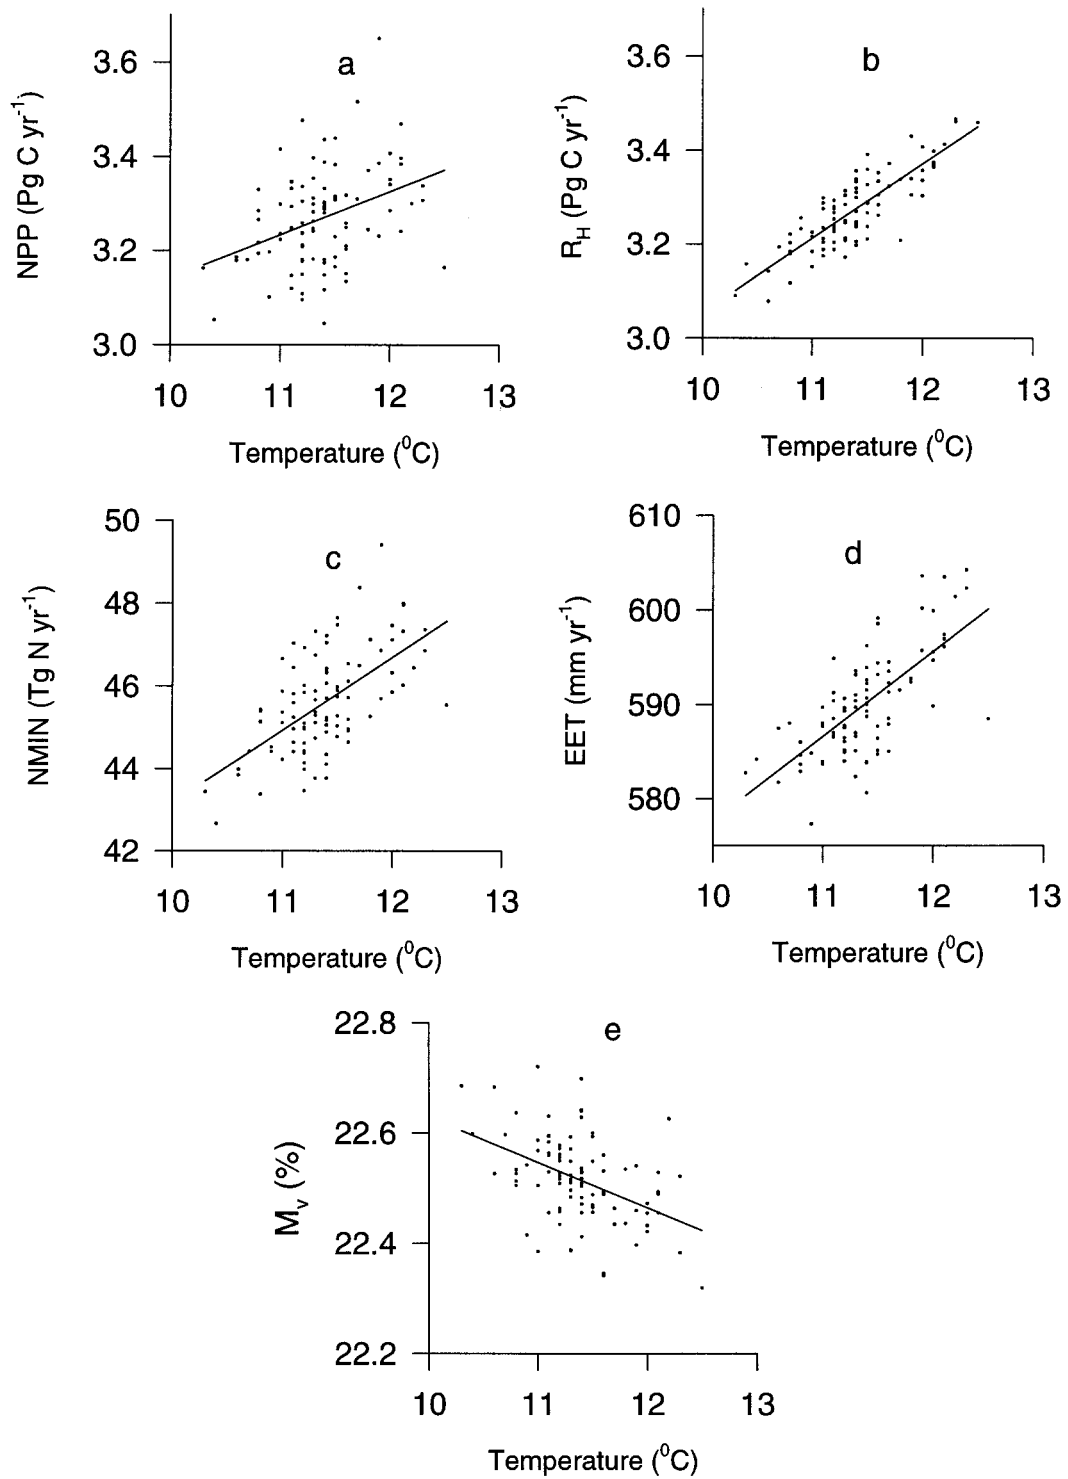 a
NPP (Pg C yr⁻¹)
3.6
3.4
3.2
3.0
10 11 12 13
Temperature (⁰C)
b
R_H (Pg C yr⁻¹)
3.6
3.4
3.2
3.0
10 11 12 13
Temperature (⁰C)
c
NMIN (Tg N yr⁻¹)
50
48
46
44
42
10 11 12 13
Temperature (⁰C)
d
EET (mm yr⁻¹)
610
600
590
580
10 11 12 13
Temperature (⁰C)
e
M_v (%)
22.8
22.6
22.4
22.2
10 11 12 13
Temperature (⁰C)